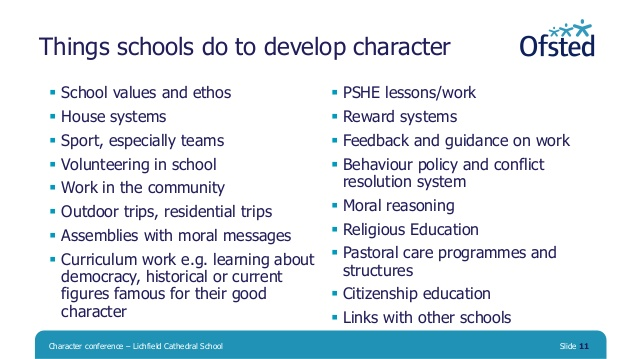 Things schools do to develop character
Ofsted
▪ School values and ethos
▪ House systems
▪ Sport, especially teams
▪ Volunteering in school
▪ Work in the community
▪ Outdoor trips, residential trips
▪ Assemblies with moral messages
▪ Curriculum work e.g. learning about
democracy, historical or current
figures famous for their good
character
▪ PSHE lessons/work
▪ Reward systems
▪ Feedback and guidance on work
▪ Behaviour policy and conflict
resolution system
▪ Moral reasoning
▪ Religious Education
▪ Pastoral care programmes and
structures
▪ Citizenship education
▪ Links with other schools
Character conference – Lichfield Cathedral School
Slide 11